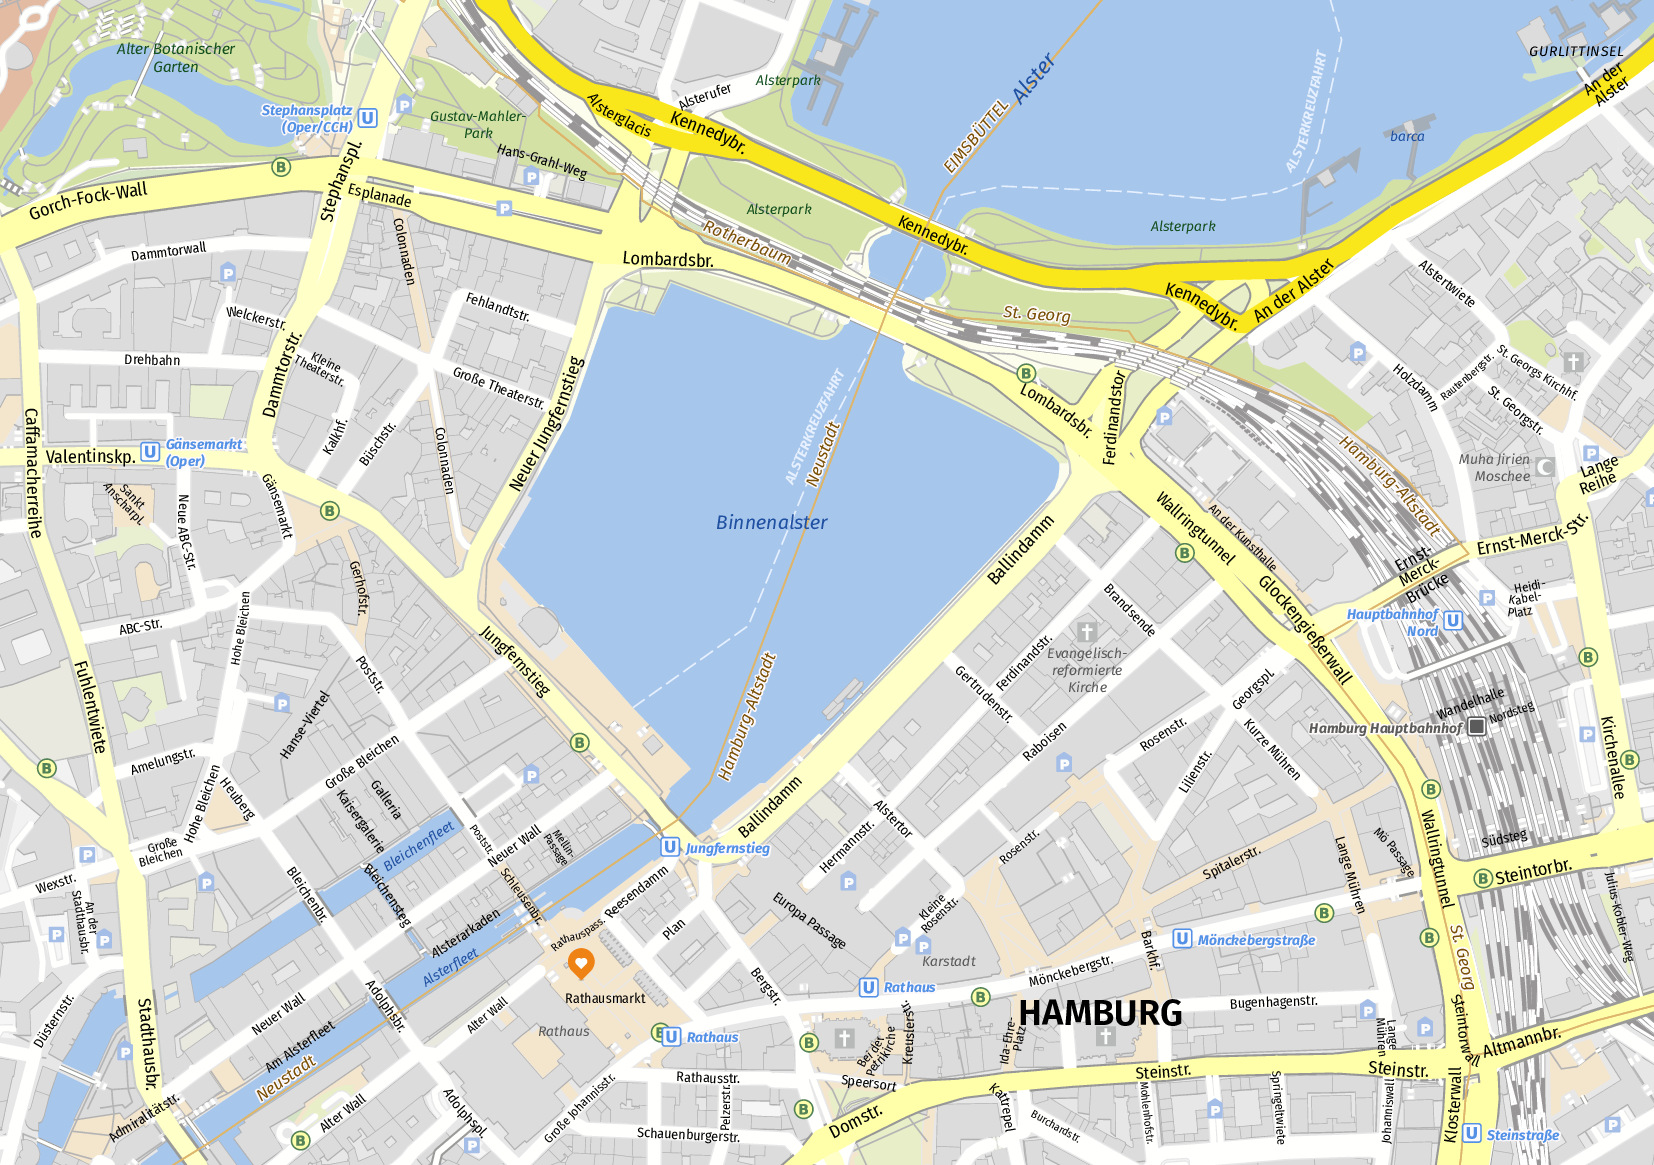 Alter Botanischer
Garten
Stephansplatz
(Oper/CCH)
U
P
Gustav-Mahler-
Park
Hans-Grahl-Weg
Alsterufer
Alsterpark
Alsterglacis
Kennedybr.
Alster
EIMSBÜTTEL
ALSTERKREUZFAHRT
GURLITTINSEL
An der
Alster
barca
B
Gorch-Fock-Wall
Stephanspl.
Esplanade
P
P
Alsterpark
Kennedybr.
Alsterpark
Dammtorwall
P
Colonnaden
Lombardsbr.
Rotherbaum
St. Georg
Kennedybr.
An der Alster
Alstertwiete
Welckerstr.
Fehlandtstr.
Drehbahn
Kleine
Theaterstr.
Große Theaterstr.
Dammtorstr.
Neuer Jungfernstieg
ALSTERKREUZFAHRT
Neustadt
B
Lombardsbr.
Ferdinandstor
P
P
Holzdamm
Rautenbergstr.
St. Georgs Kirchhf.
St. Georgstr.
Caffamacherreihe
Valentinskp.
U
Gänsemarkt
(Oper)
Kalkhf.
Büschstr.
Colonnaden
Sankt
Anscharpl.
Neue ABC-Str.
Gänsemarkt
B
Binnenalster
Hamburg-Altstadt
Muha Jirien
Moschee
P
Lange
Reihe
Wallringtunnel
An der Kunsthalle
Ballindamm
B
Ernst-
Merck-
Brücke
Ernst-Merck-Str.
Gerhofstr.
ABC-Str.
Hohe Bleichen
Jungfernstieg
Brandsende
Glockengießerwall
Hauptbahnhof
Nord
U
P
Heidi-
Kabel-
Platz
Evangelisch-
reformierte
Kirche
Ferdinandstr.
Gertrudenstr.
Fuhlentwiete
Poststr.
P
Hanse-Viertel
Hamburg-Altstadt
Georgspl.
B
Wandelhalle
Nordsteg
Hamburg Hauptbahnhof
P
Kirchenallee
B
Rosenstr.
Raboisen
Kurze Mühren
Lilienstr.
P
B
Amelungstr.
Große Bleichen
B
P
Hohe Bleichen
Heuberg
Galleria
Kaisergalerie
Ballindamm
Alstertor
Hermannstr.
Rosenstr.
B
Wallringtunnel
Südsteg
Steintorbr.
B
Lange Mühren
Mö Passage
Spitalerstr.
Große
Bleichen
P
Wexstr.
Bleichenfleet
Poststr.
Neuer Wall
Mellin-
Passage
U
Jungfernstieg
P
P
Bleichenbr.
Bleichensteg
Schleusenbr.
Reesendamm
Rathauspass.
Plan
Europa Passage
Kleine
Rosenstr.
P
P
Karstadt
B
Barkhf.
U
Mönckebergstraße
B
St. Georg
Julius-Kobler-Weg
An der
Stadthausbr.
P
P
Alsterarkaden
Alsterfleet
Rathausmarkt
Bergstr.
U
Rathaus
B
Mönckebergstr.
HAMBURG
Bugenhagenstr.
P
P
Düsternstr.
Stadthausbr.
Neuer Wall
Adolphsbr.
Alter Wall
Rathaus
B
U
Rathaus
B
Bei der
Petrikirche
Kreuslerstr.
Ida-Ehre-
Platz
Lange
Mühren
Steintorwall
Altmannbr.
P
Am Alsterfleet
Neustadt
Rathausstr.
Speersort
Steinstr.
Steinstr.
Admiralitätstr.
Alter Wall
B
Adolphspl.
P
Große Johannisstr.
Pelzerstr.
Schauenburgerstr.
B
Domstr.
Kattrepel
Burchardstr.
Mohlenhofstr.
P
Springeltwiete
Johanniswall
Klosterwall
U
Steinstraße
P